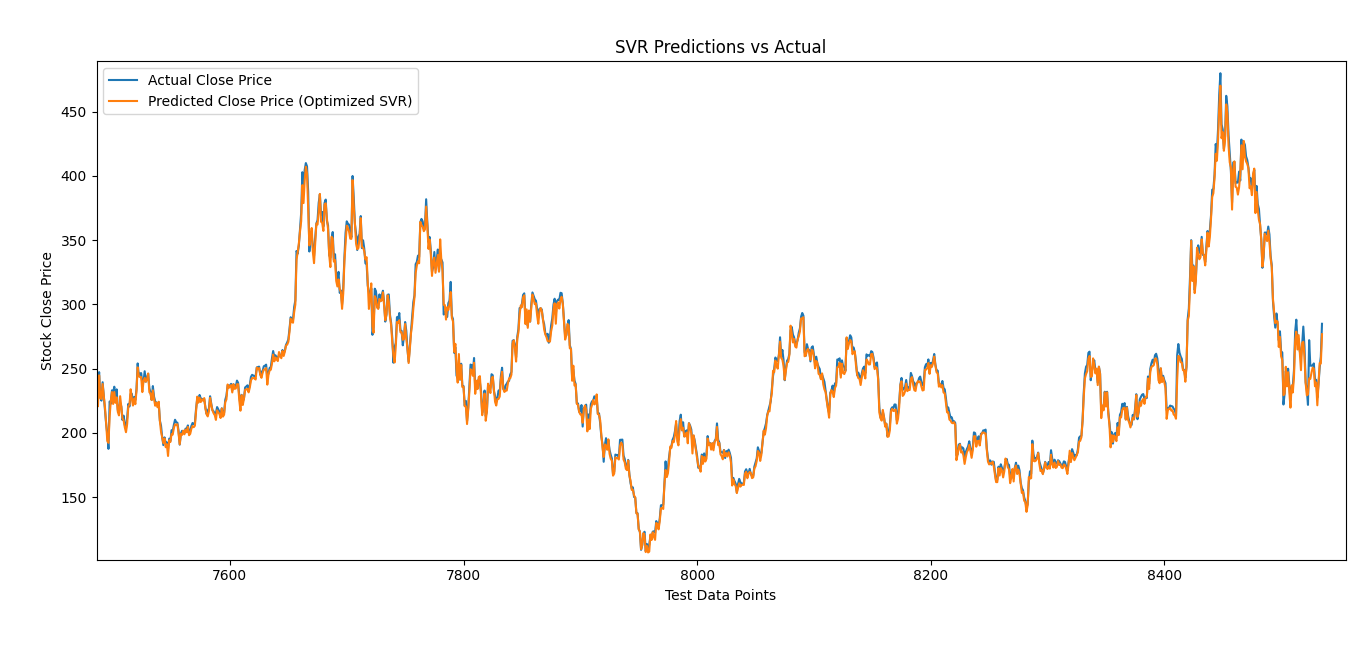 SVR Predictions vs Actual
Actual Close Price
Predicted Close Price (Optimized SVR)
450
400
350
300
250
200
150
Stock Close Price
7600 7800 8000 8200 8400
Test Data Points